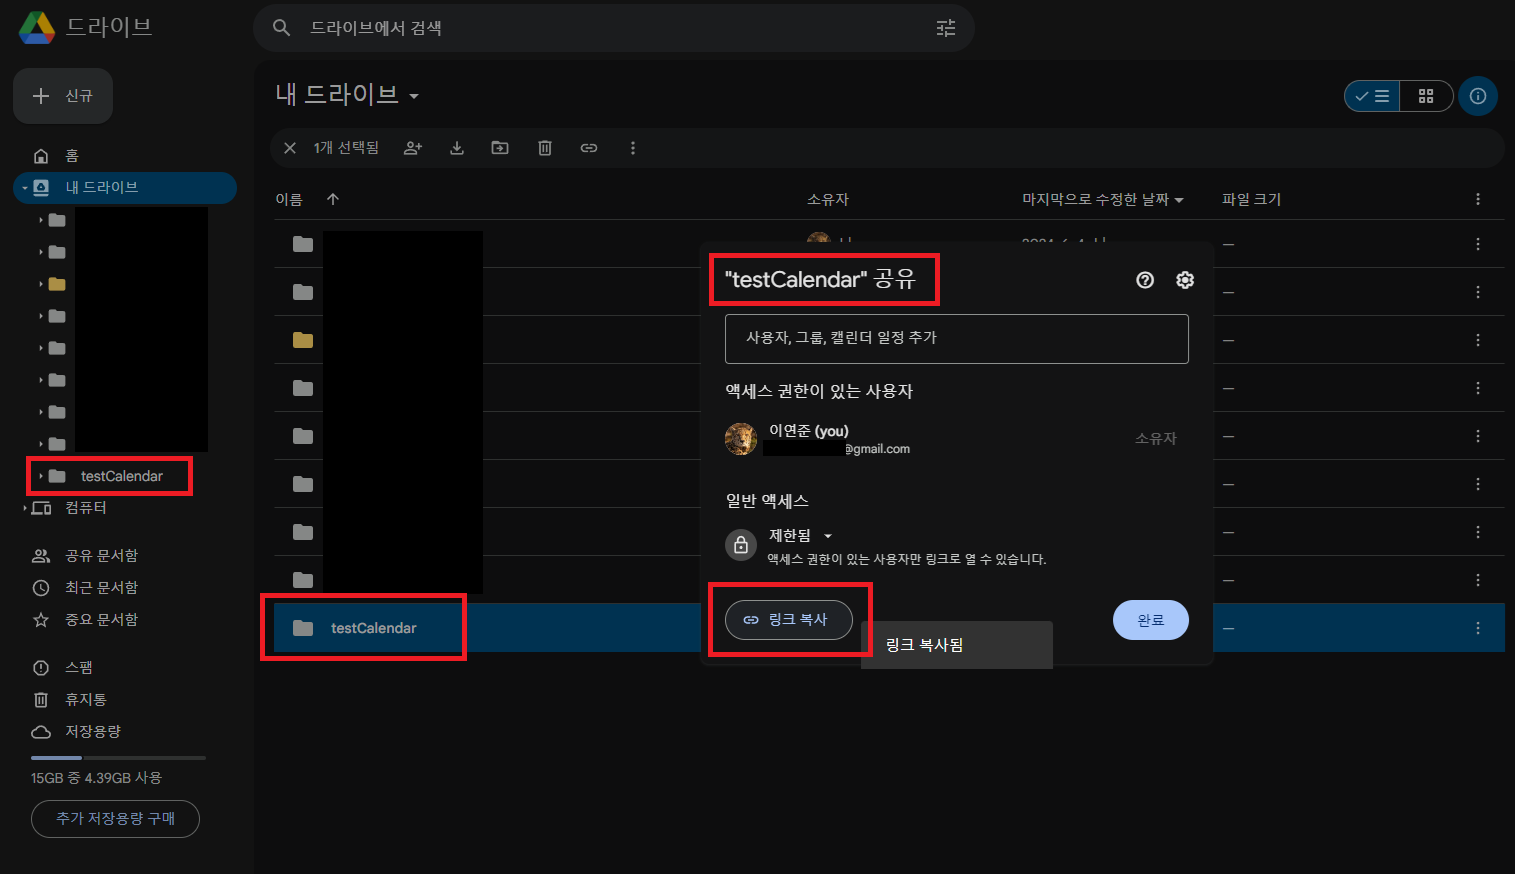 드라이브
드라이브에서 검색
신규
홈
내 드라이브
testCalendar
컴퓨터
공유 문서함
최근 문서함
중요 문서함
스팸
휴지통
저장용량
15GB 중 4.39GB 사용
추가 저장용량 구매
내 드라이브
1개 선택됨
이름
소유자
마지막으로 수정한 날짜
파일 크기
—
—
—
—
—
—
—
—
testCalendar
—
"testCalendar" 공유
사용자, 그룹, 캘린더 일정 추가
액세스 권한이 있는 사용자
이연준 (you)
@gmail.com
소유자
일반 액세스
제한됨
액세스 권한이 있는 사용자만 링크로 열 수 있습니다.
링크 복사
완료
링크 복사됨